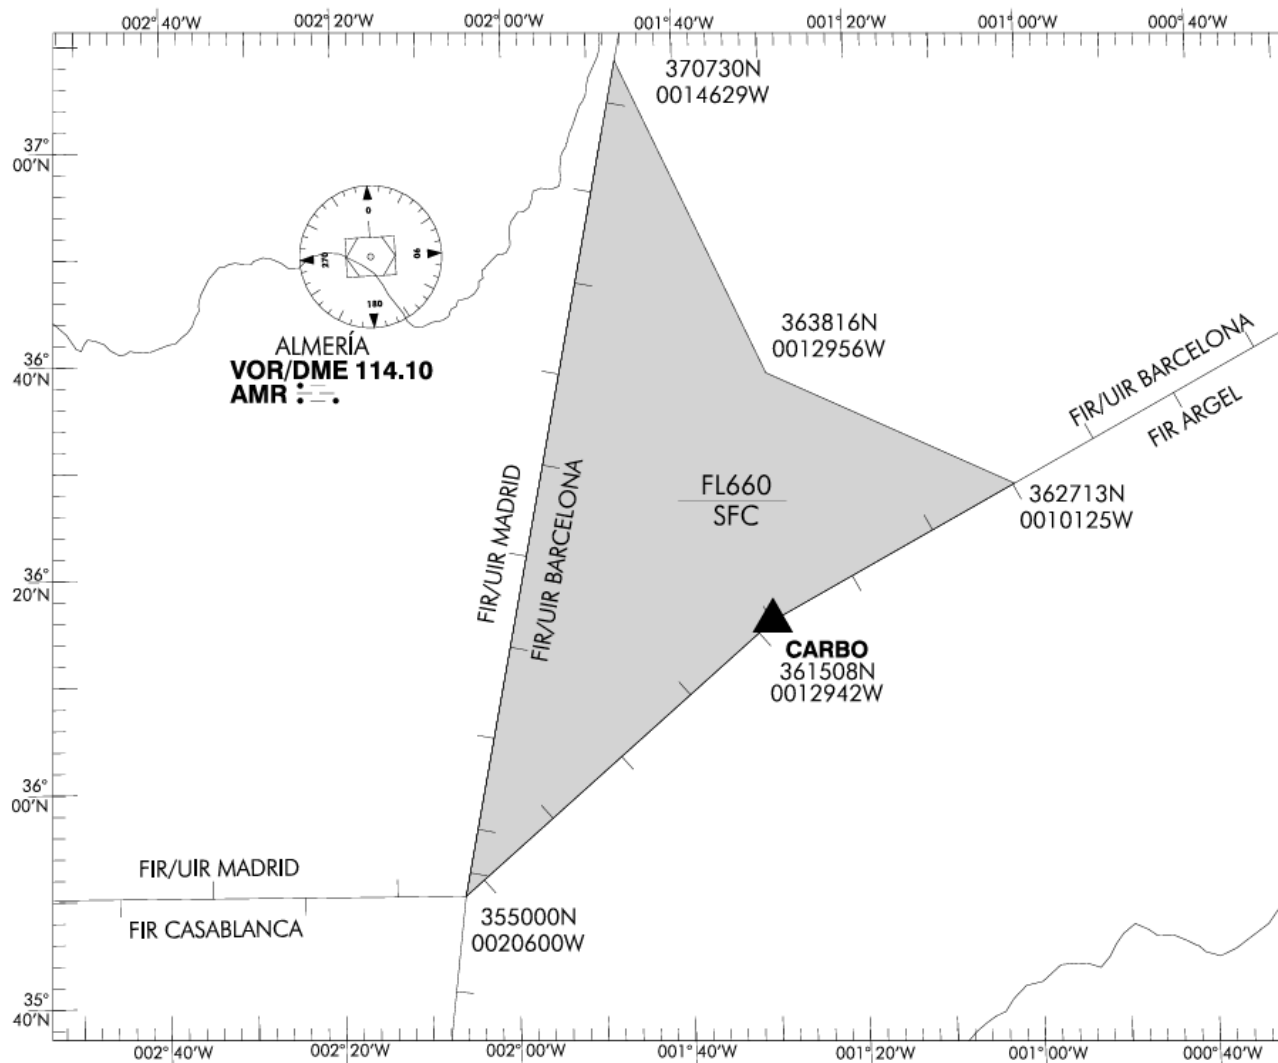 002°40'W 002°20'W 002°00'W 001°40'W 001°20'W 001°00'W 000°40'W
370730N
0014629W
37°
00'N
0
90
180
270
363816N
0012956W
ALMERÍA
VOR/DME 114.10
AMR
36°
40'N
FIR/UIR BARCELONA
FIR ARGEL
FIR/UIR MADRID
FIR/UIR BARCELONA
FL660
SFC
362713N
0010125W
36°
20'N
CARBO
361508N
0012942W
36°
00'N
FIR/UIR MADRID
FIR CASABLANCA
355000N
0020600W
35°
40'N
002°40'W 002°20'W 002°00'W 001°40'W 001°20'W 001°00'W 000°40'W